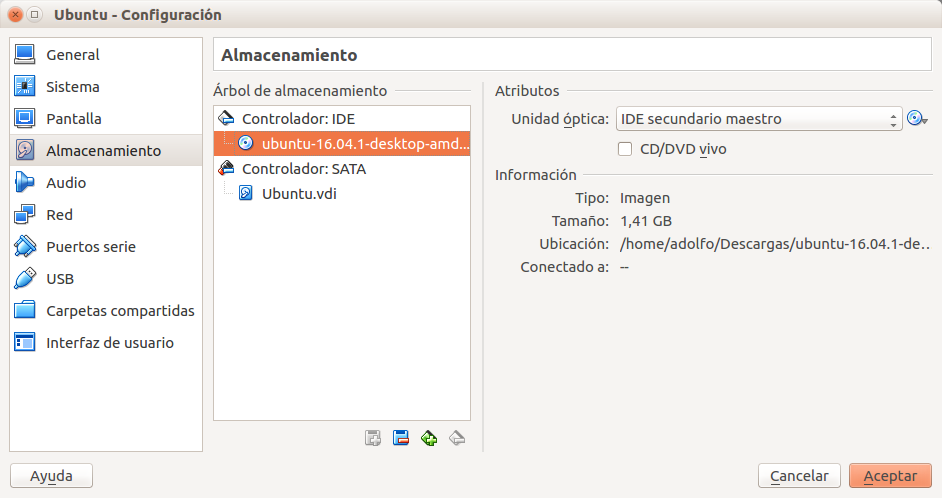 Ubuntu - Configuración
General
Sistema
Pantalla
Almacenamiento
Audio
Red
Puertos serie
USB
Carpetas compartidas
Interfaz de usuario
Almacenamiento
Árbol de almacenamiento
Controlador: IDE
ubuntu-16.04.1-desktop-amd...
Controlador: SATA
Ubuntu.vdi
Atributos
Unidad óptica: IDE secundario maestro
CD/DVD vivo
Información
Tipo: Imagen
Tamaño: 1,41 GB
Ubicación: /home/adolfo/Descargas/ubuntu-16.04.1-de...
Conectado a: --
Ayuda
Cancelar
Aceptar